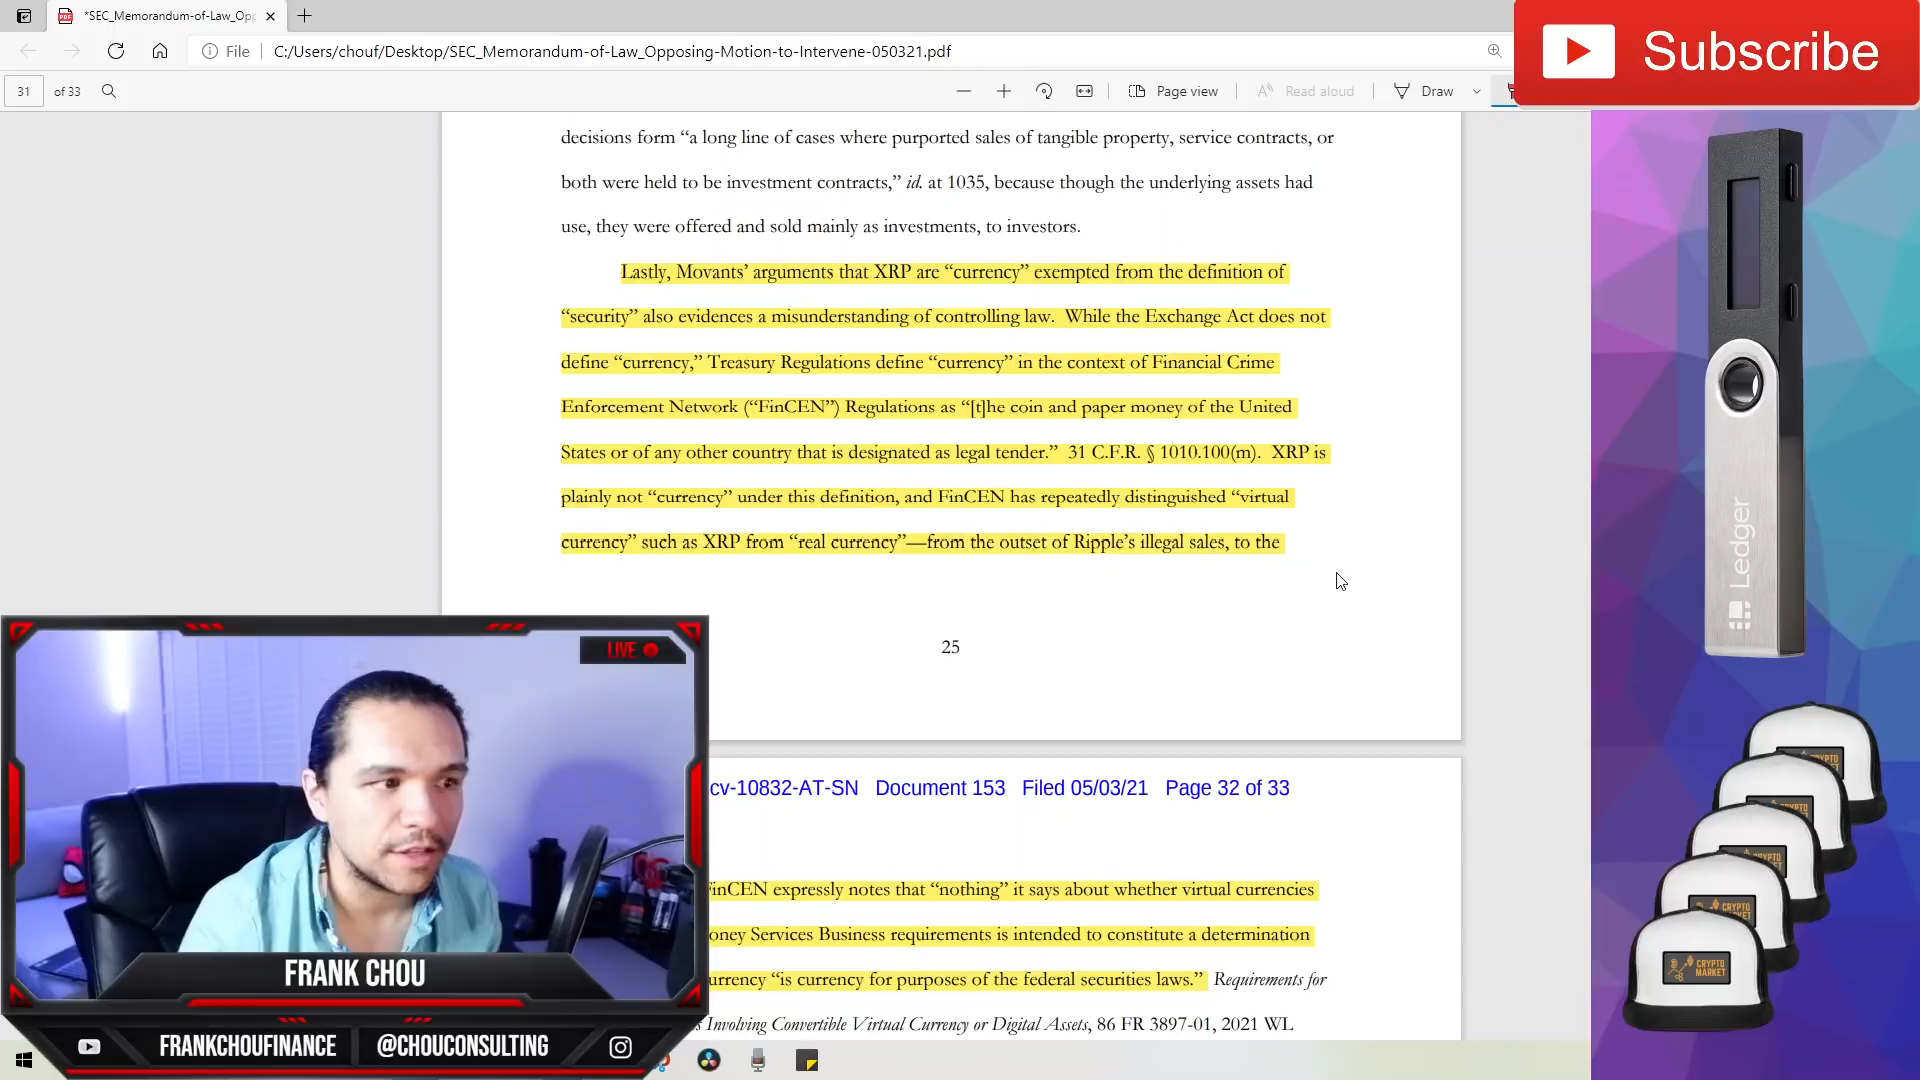 *SEC_Memorandum-of-Law_Opp
File
C:/Users/chouf/Desktop/SEC_Memorandum-of-Law_Opposing-Motion-to-Intervene-050321.pdf
Subscribe
31 of 33
Page view
Read aloud
Draw
decisions form “a long line of cases where purported sales of tangible property, service contracts, or
both were held to be investment contracts,” id. at 1035, because though the underlying assets had
use, they were offered and sold mainly as investments, to investors.
Lastly, Movants’ arguments that XRP are “currency” exempted from the definition of
“security” also evidences a misunderstanding of controlling law. While the Exchange Act does not
define “currency,” Treasury Regulations define “currency” in the context of Financial Crime
Enforcement Network (“FinCEN”) Regulations as “[t]he coin and paper money of the United
States or of any other country that is designated as legal tender.” 31 C.F.R. § 1010.100(m). XRP is
plainly not “currency” under this definition, and FinCEN has repeatedly distinguished “virtual
currency” such as XRP from “real currency”—from the outset of Ripple’s illegal sales, to the
25
cv-10832-AT-SN Document 153 Filed 05/03/21 Page 32 of 33
FinCEN expressly notes that “nothing” it says about whether virtual currencies
oney Services Business requirements is intended to constitute a determination
urrency “is currency for purposes of the federal securities laws.” Requirements for
s Involving Convertible Virtual Currency or Digital Assets, 86 FR 3897-01, 2021 WL
LIVE
FRANK CHOU
FRANKCHOUFINANCE
@CHOUCONSULTING
Ledger
CRYPTO
CRYPTO
CRYPTO
MARKET